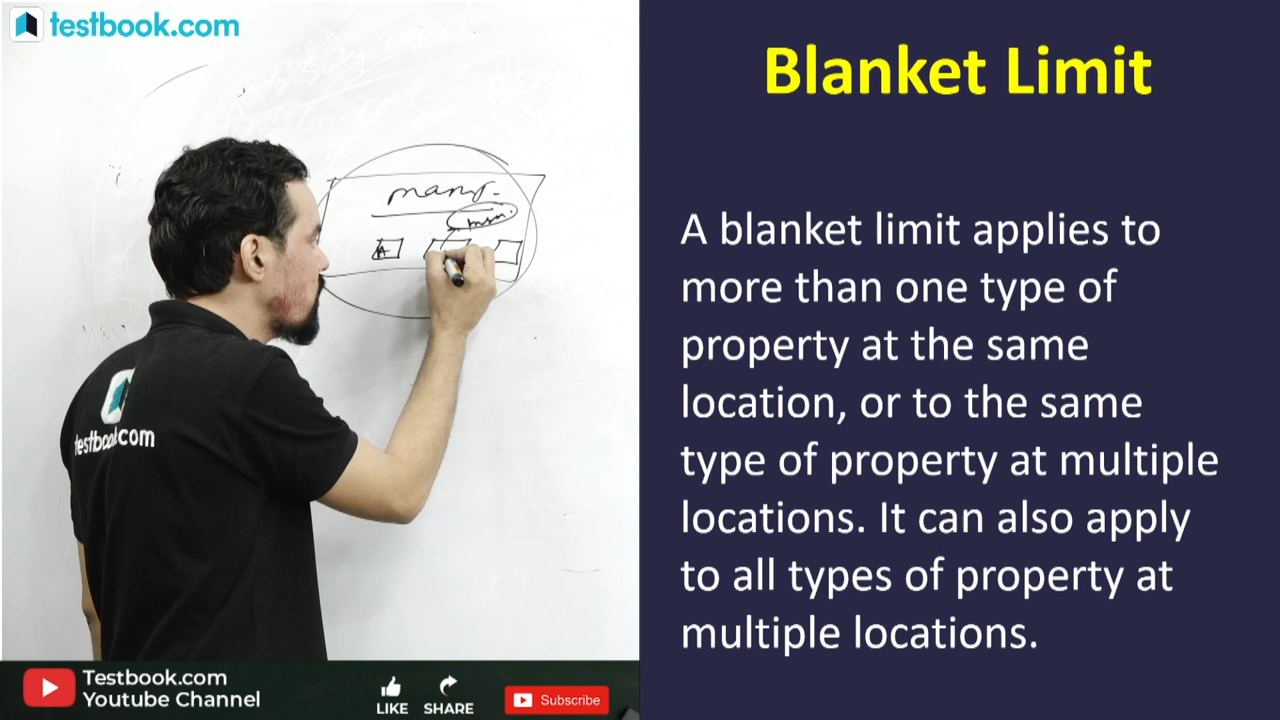 testbook.com
Blanket Limit
A blanket limit applies to
more than one type of
property at the same
location, or to the same
type of property at multiple
locations. It can also apply
to all types of property at
multiple locations.
A
testbook.com
Testbook.com
Youtube Channel
LIKE
SHARE
Subscribe